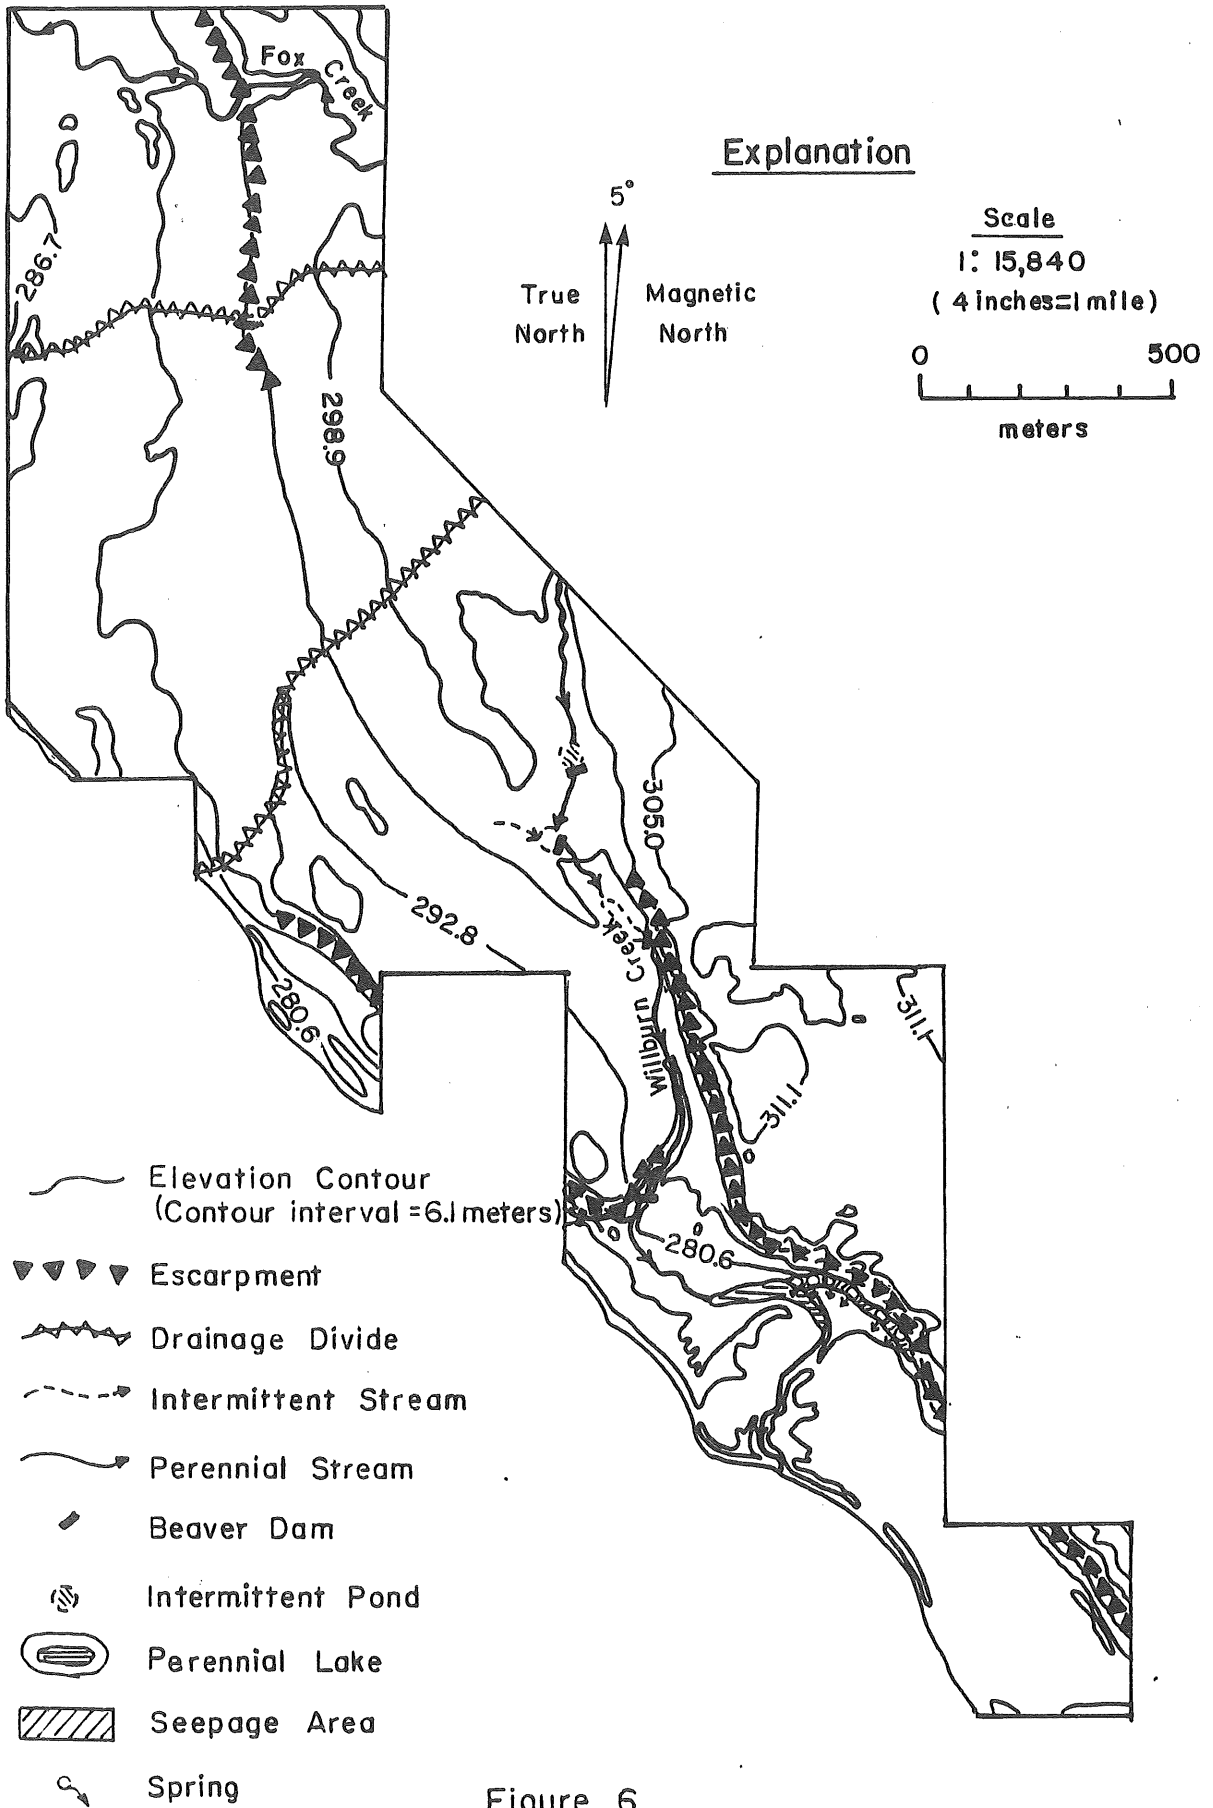 Fox
Creek
Explanation
5°
True
North
Magnetic
North
Scale
1: 15,840
( 4 inches=1 mile )
0
500
meters
286.7
298.9
305.0
292.8
280.6
Wilburn Creek
311.1
311.1
280.6
Elevation Contour
(Contour interval = 6.1 meters)
Escarpment
Drainage Divide
Intermittent Stream
Perennial Stream
Beaver Dam
Intermittent Pond
Perennial Lake
Seepage Area
Spring
Figure 6